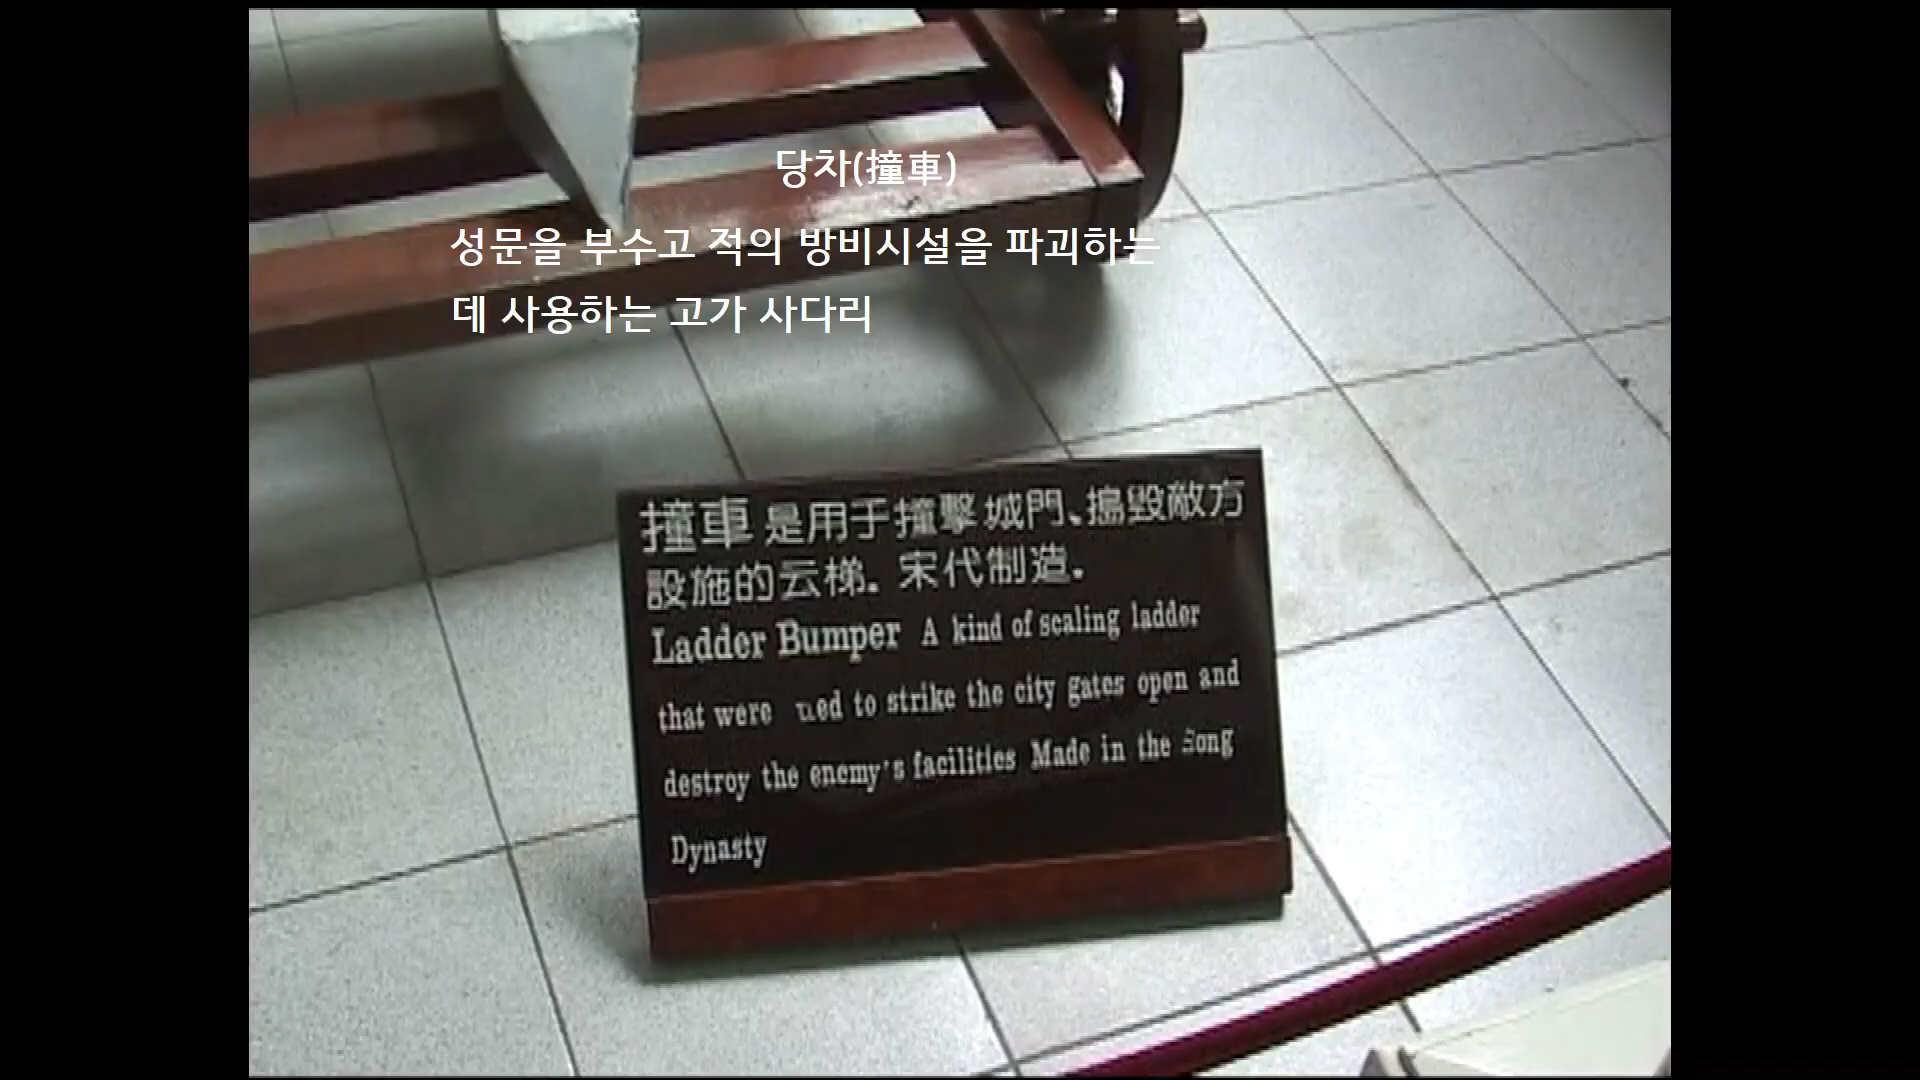 당차(撞車)
성문을 부수고 적의 방비시설을 파괴하는
데 사용하는 고가 사다리
撞車 是用于撞擊城門、搗毀敵方
設施的云梯。宋代制造。
Ladder Bumper A kind of scaling ladder
that were used to strike the city gates open and
destroy the enemy's facilities Made in the Song
Dynasty